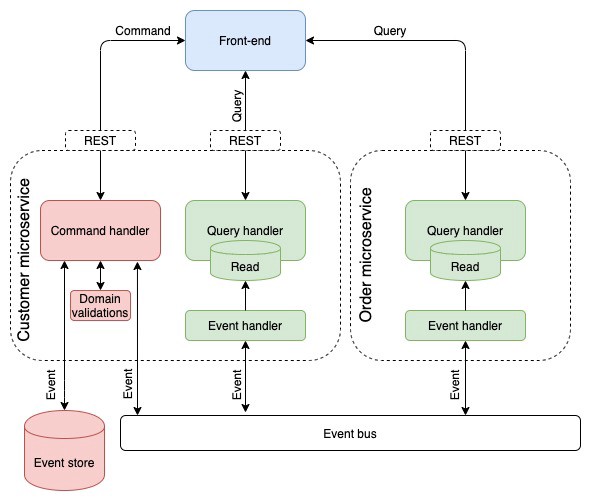 Command
Front-end
Query
Query
REST
REST
REST
Customer microservice
Command handler
Query handler
Read
Domain
validations
Event handler
Order microservice
Query handler
Read
Event handler
Event
Event
Event
Event
Event store
Event bus